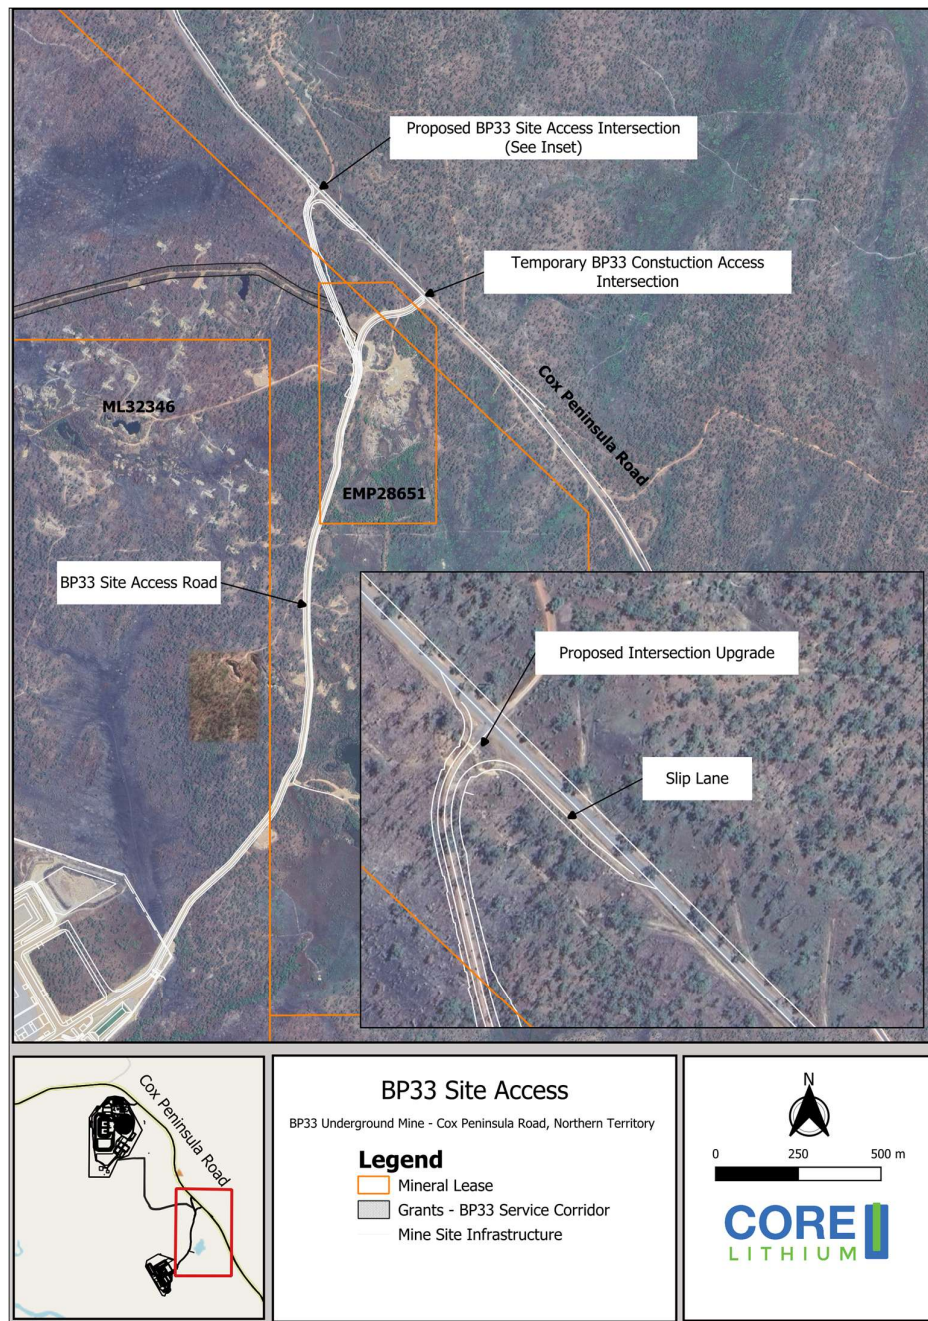 Proposed BP33 Site Access Intersection
(See Inset)
Temporary BP33 Constuction Access
Intersection
Cox Peninsula Road
ML32346
EMP28651
BP33 Site Access Road
Proposed Intersection Upgrade
Slip Lane
Cox Peninsula Road
BP33 Site Access
BP33 Underground Mine - Cox Peninsula Road, Northern Territory
Legend
Mineral Lease
Grants - BP33 Service Corridor
Mine Site Infrastructure
N
0 250 500 m
CORE
LITHIUM